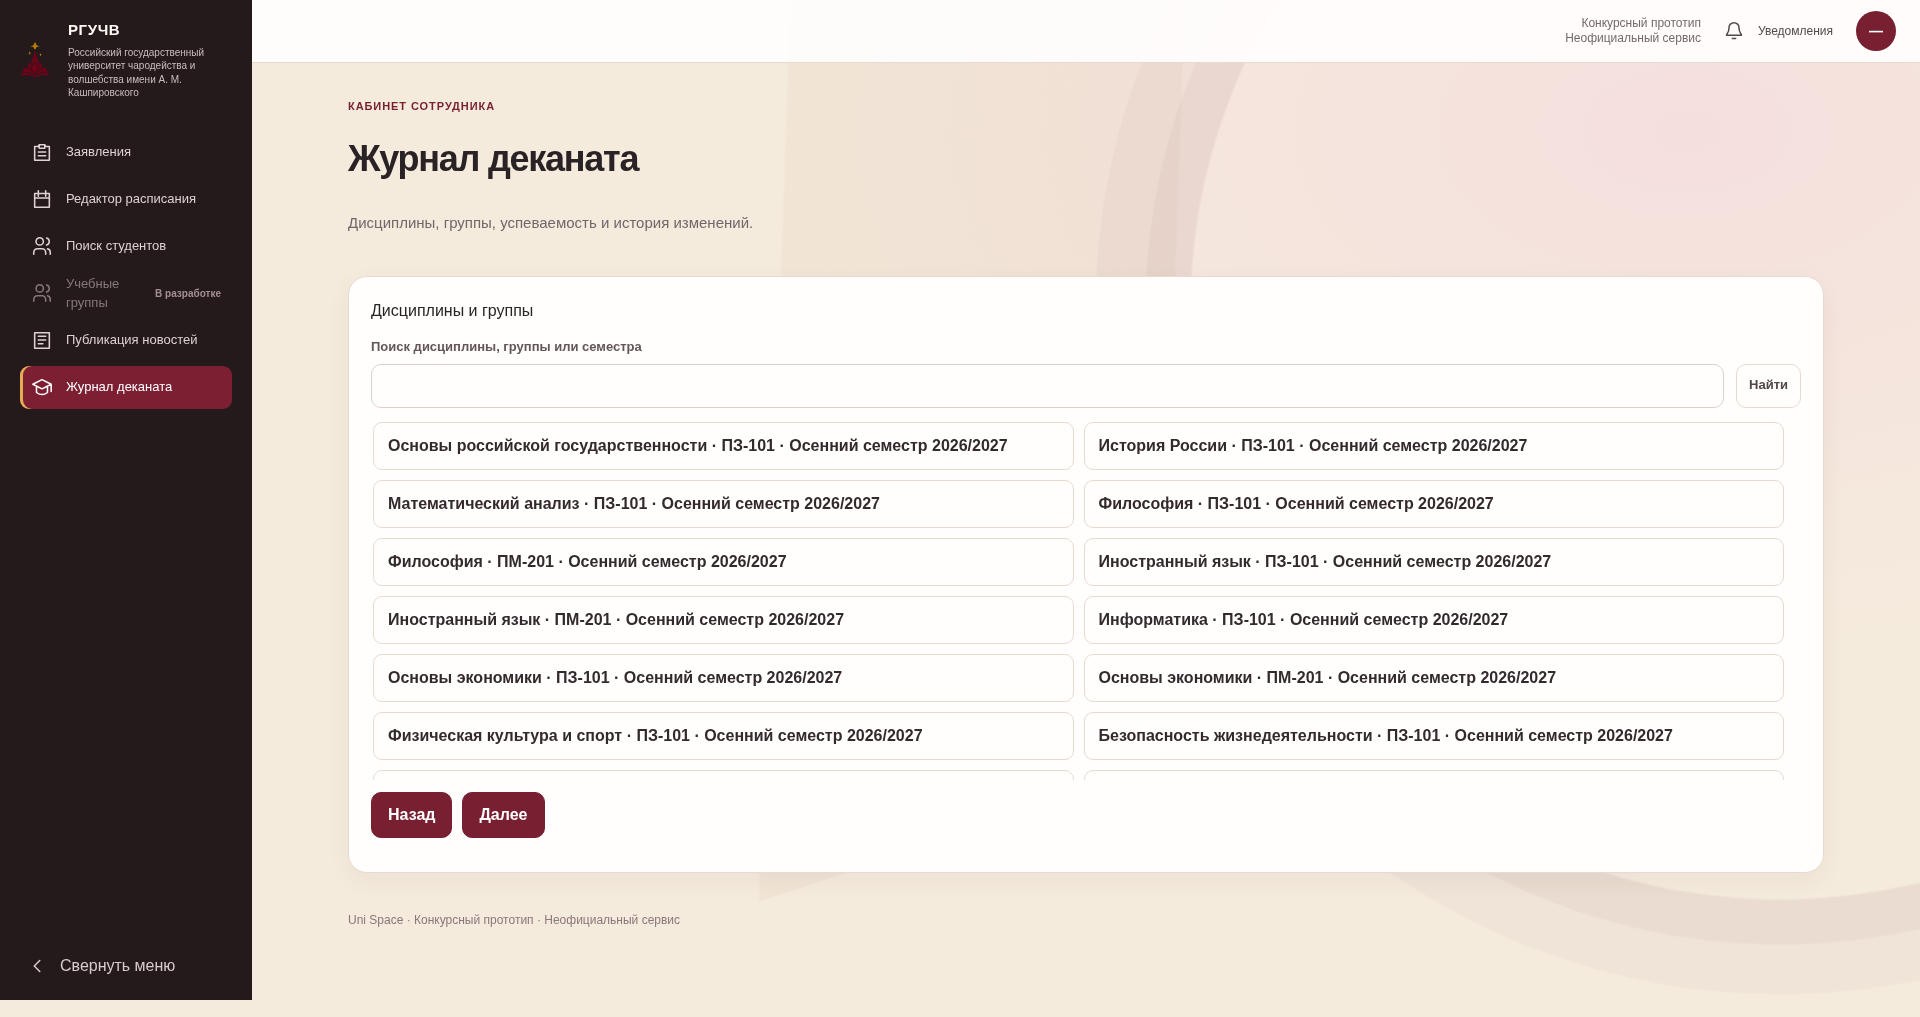 РГУЧВ
Российский государственный
университет чародейства и
волшебства имени А. М.
Кашпировского
Заявления
Редактор расписания
Поиск студентов
Учебные
группы
В разработке
Публикация новостей
Журнал деканата
Свернуть меню
Конкурсный прототип
Неофициальный сервис
Уведомления
КАБИНЕТ СОТРУДНИКА
Журнал деканата
Дисциплины, группы, успеваемость и история изменений.
Дисциплины и группы
Поиск дисциплины, группы или семестра
Найти
Основы российской государственности · ПЗ-101 · Осенний семестр 2026/2027
История России · ПЗ-101 · Осенний семестр 2026/2027
Математический анализ · ПЗ-101 · Осенний семестр 2026/2027
Философия · ПЗ-101 · Осенний семестр 2026/2027
Философия · ПМ-201 · Осенний семестр 2026/2027
Иностранный язык · ПЗ-101 · Осенний семестр 2026/2027
Иностранный язык · ПМ-201 · Осенний семестр 2026/2027
Информатика · ПЗ-101 · Осенний семестр 2026/2027
Основы экономики · ПЗ-101 · Осенний семестр 2026/2027
Основы экономики · ПМ-201 · Осенний семестр 2026/2027
Физическая культура и спорт · ПЗ-101 · Осенний семестр 2026/2027
Безопасность жизнедеятельности · ПЗ-101 · Осенний семестр 2026/2027
Назад
Далее
Uni Space · Конкурсный прототип · Неофициальный сервис